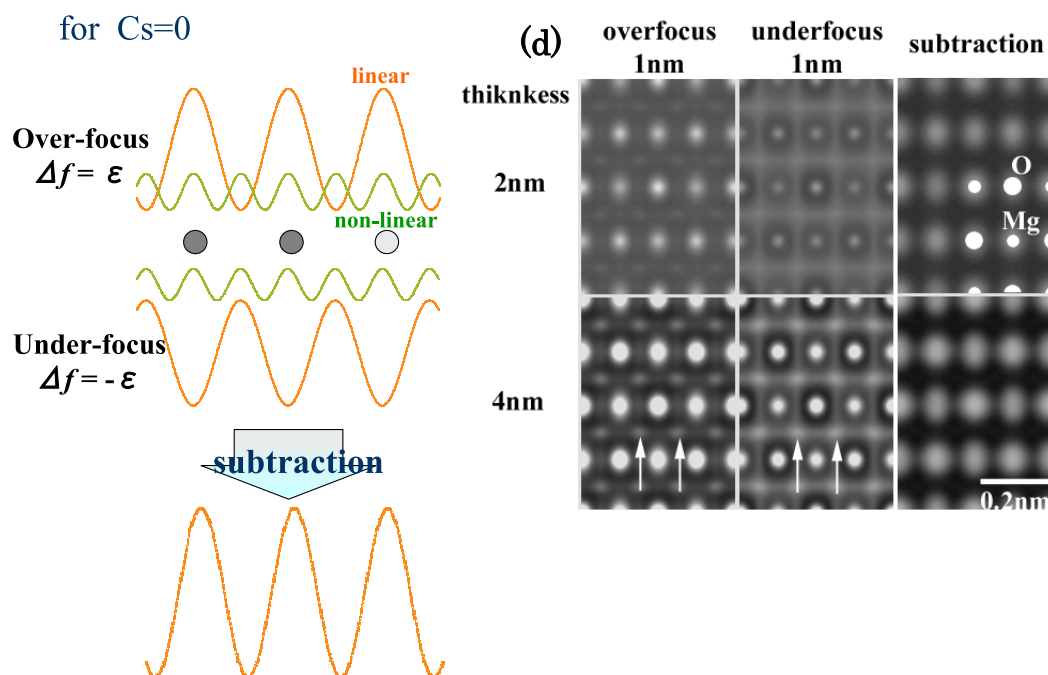 for Cs=0
linear
Over-focus
Δf = ε
non-linear
Under-focus
Δf = - ε
subtraction
(d)
overfocus
1nm
underfocus
1nm
subtraction
thiknkess
2nm
O
Mg
4nm
0.2nm